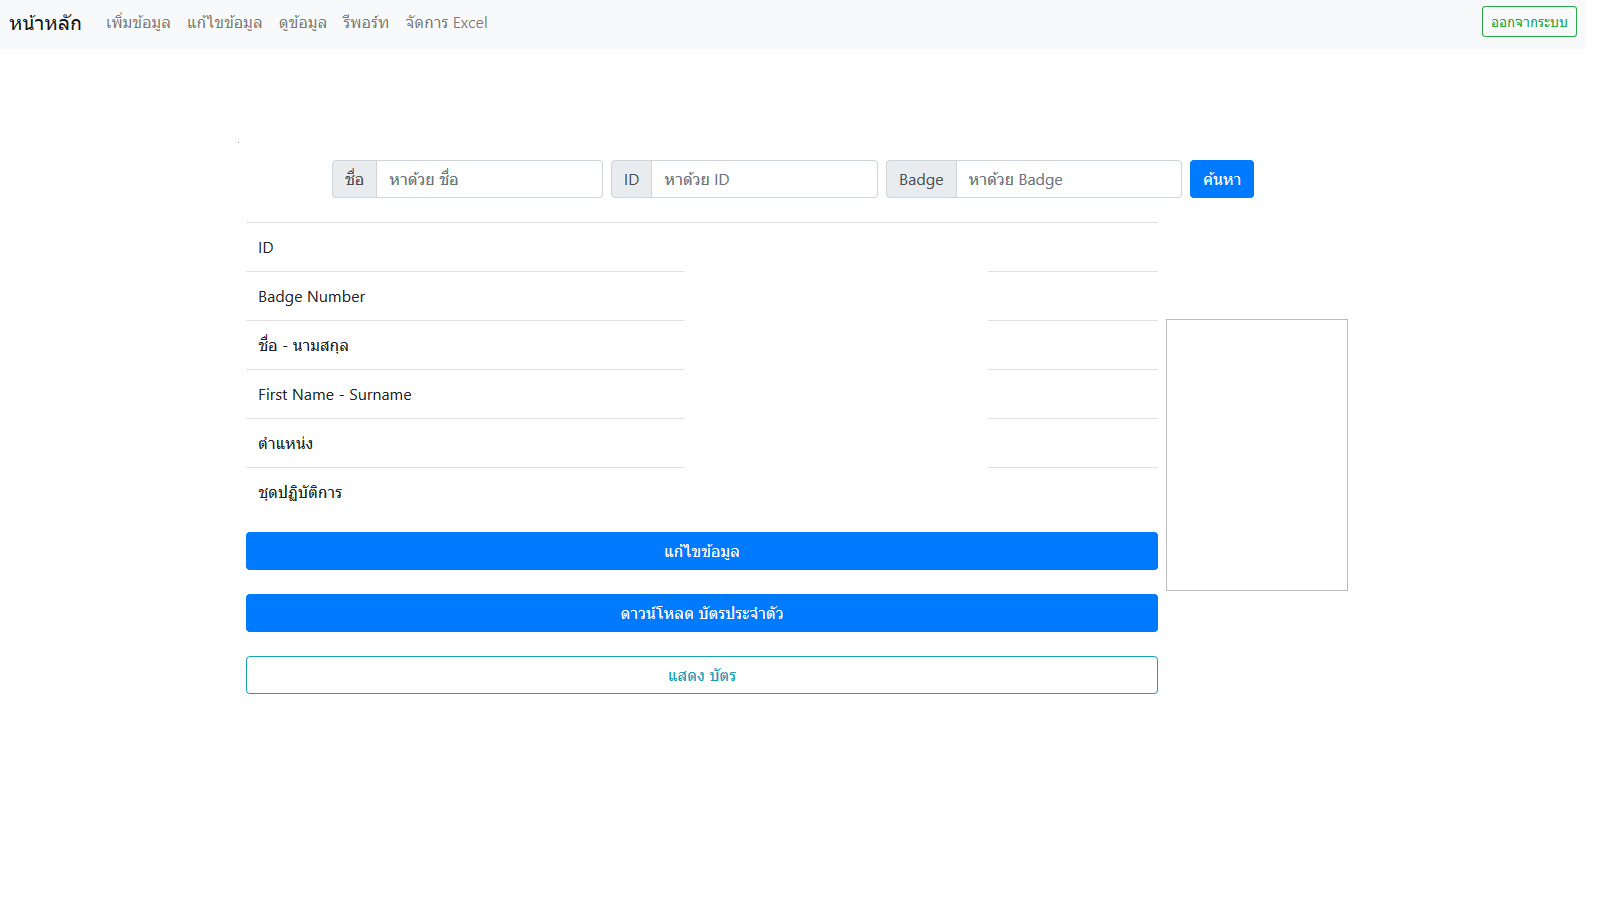 หน้าหลัก เพิ่มข้อมูล แก้ไขข้อมูล ดูข้อมูล รีพอร์ท จัดการ Excel ออกจากระบบ
ชื่อ หาด้วย ชื่อ ID หาด้วย ID Badge หาด้วย Badge ค้นหา
ID
Badge Number
ชื่อ - นามสกุล
First Name - Surname
ตำแหน่ง
ชุดปฏิบัติการ
แก้ไขข้อมูล
ดาวน์โหลด บัตรประจำตัว
แสดง บัตร